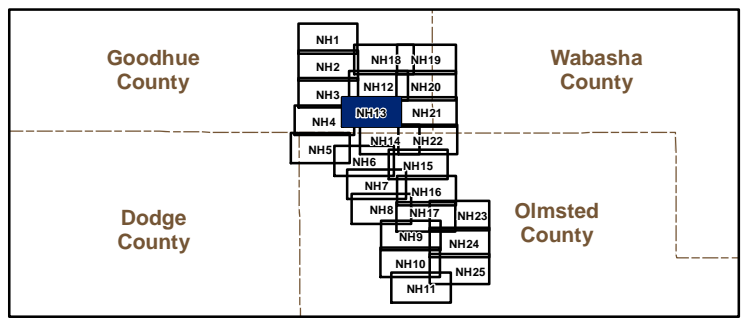 NH1
Goodhue
County
NH18
NH19
Wabasha
County
NH2
NH12
NH20
NH3
NH13
NH21
NH4
NH14
NH22
NH5
NH6
NH15
NH7
NH16
NH8
NH17
NH23
Dodge
County
Olmsted
County
NH9
NH24
NH10
NH25
NH11